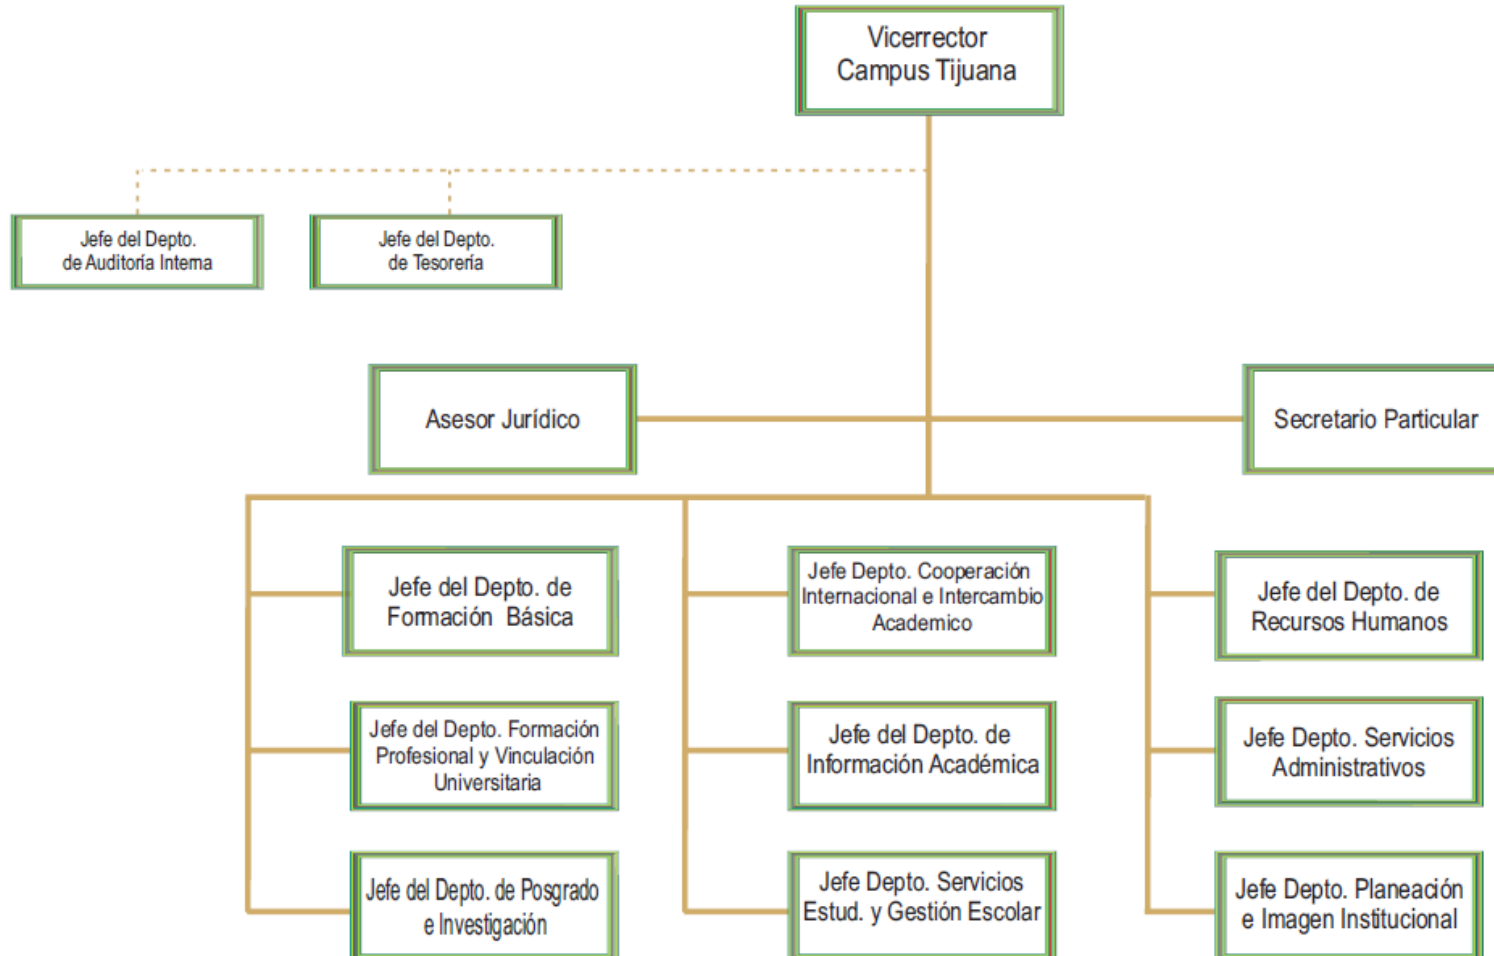 Vicerrector
Campus Tijuana
Jefe del Depto.
de Auditoría Interna
Jefe del Depto.
de Tesorería
Asesor Jurídico
Secretario Particular
Jefe del Depto. de
Formación Básica
Jefe Depto. Cooperación
Internacional e Intercambio
Academico
Jefe del Depto. de
Recursos Humanos
Jefe del Depto. Formación
Profesional y Vinculación
Universitaria
Jefe del Depto. de
Información Académica
Jefe Depto. Servicios
Administrativos
Jefe del Depto. de Posgrado
e Investigación
Jefe Depto. Servicios
Estud. y Gestión Escolar
Jefe Depto. Planeación
e Imagen Institucional